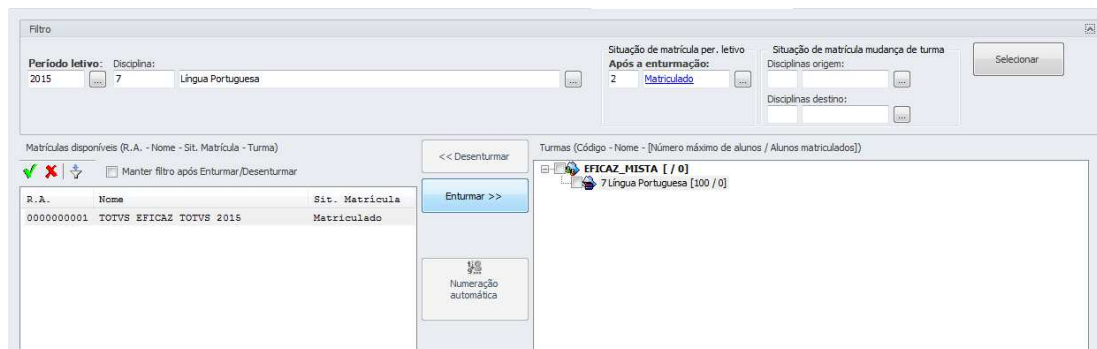 Filtro
Período letivo: Disciplina:
2015 ... 7 Língua Portuguesa ...
Situação de matrícula per. letivo
Após a enturmação:
2 Matriculado ...
Situação de matrícula mudança de turma
Disciplinas origem:
...
Disciplinas destino:
...
Selecionar
Matrículas disponíveis (R.A. - Nome - Sit. Matrícula - Turma)
Manter filtro após Enturmar/Desenturmar
R.A. Nome Sit. Matrícula
0000000001 TOTVS EFICAZ TOTVS 2015 Matriculado
<< Desenturmar
Enturmar >>
Numeração
automática
Turmas (Código - Nome - [Número máximo de alunos / Alunos matriculados])
EFICAZ_MISTA [ / 0]
7 Língua Portuguesa [100 / 0]